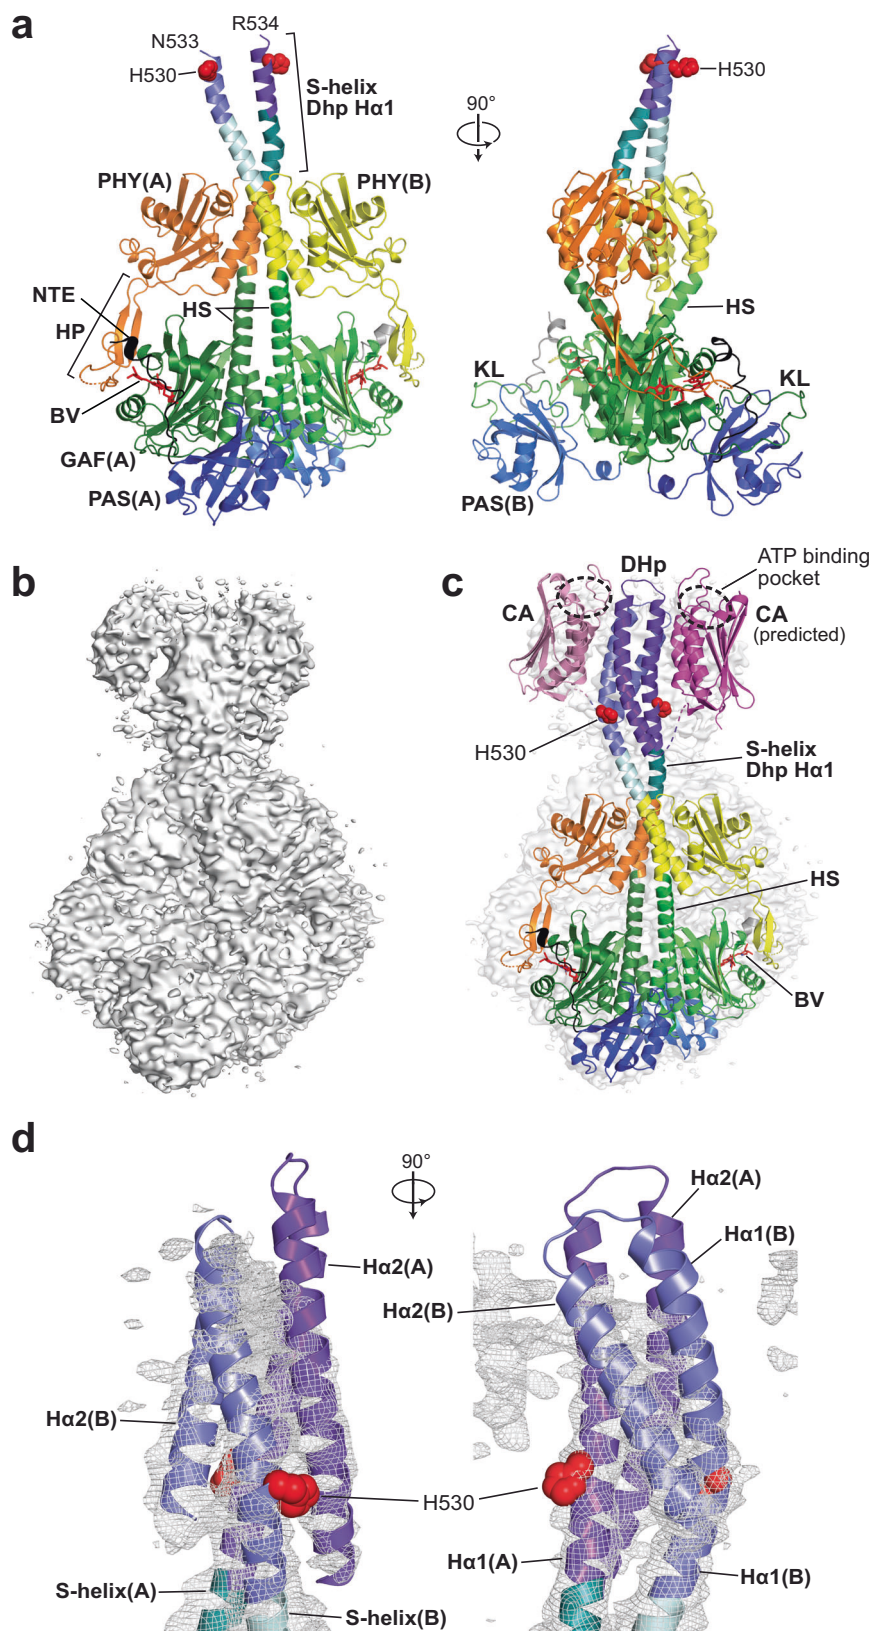 a
R534
N533
H530
S-helix
Dhp Hα1
90°
H530
PHY(A)
PHY(B)
NTE
HP
HS
HS
BV
KL
KL
GAF(A)
PAS(A)
PAS(B)
b
c
DHp
ATP binding
pocket
CA
CA
(predicted)
H530
S-helix
Dhp Hα1
HS
BV
d
90°
Hα2(A)
Hα1(B)
Hα2(A)
Hα2(B)
Hα2(B)
H530
Hα1(A)
Hα1(B)
S-helix(A)
S-helix(B)